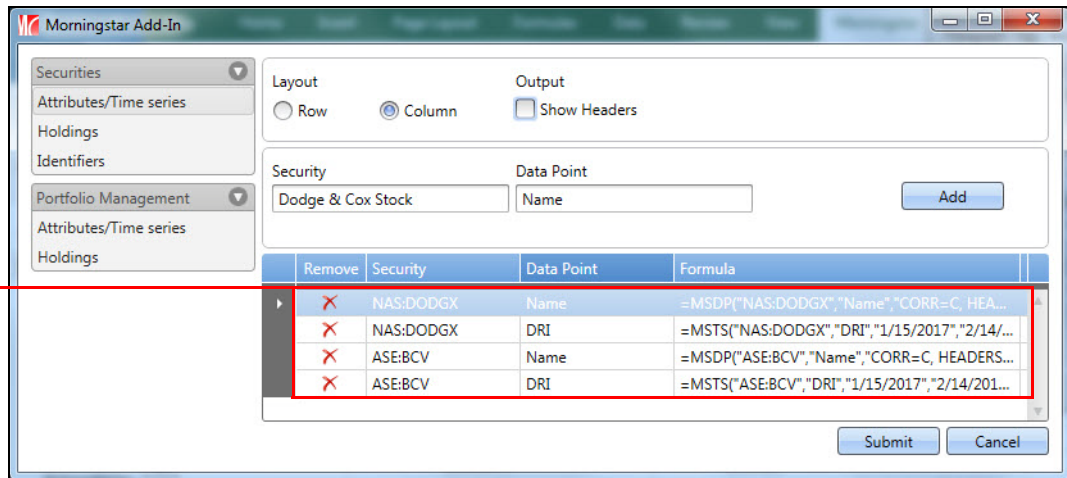 Morningstar Add-In
Securities
Attributes/Time series
Holdings
Identifiers
Portfolio Management
Attributes/Time series
Holdings
Layout
Output
Row
Column
Show Headers
Security
Data Point
Dodge & Cox Stock
Name
Add
Remove Security Data Point Formula
NAS:DODGX Name =MSDP("NAS:DODGX","Name","CORR=C, HEA...
NAS:DODGX DRI =MSTS("NAS:DODGX","DRI","1/15/2017","2/14/...
ASE:BCV Name =MSDP("ASE:BCV","Name","CORR=C, HEADERS...
ASE:BCV DRI =MSTS("ASE:BCV","DRI","1/15/2017","2/14/201...
Submit
Cancel